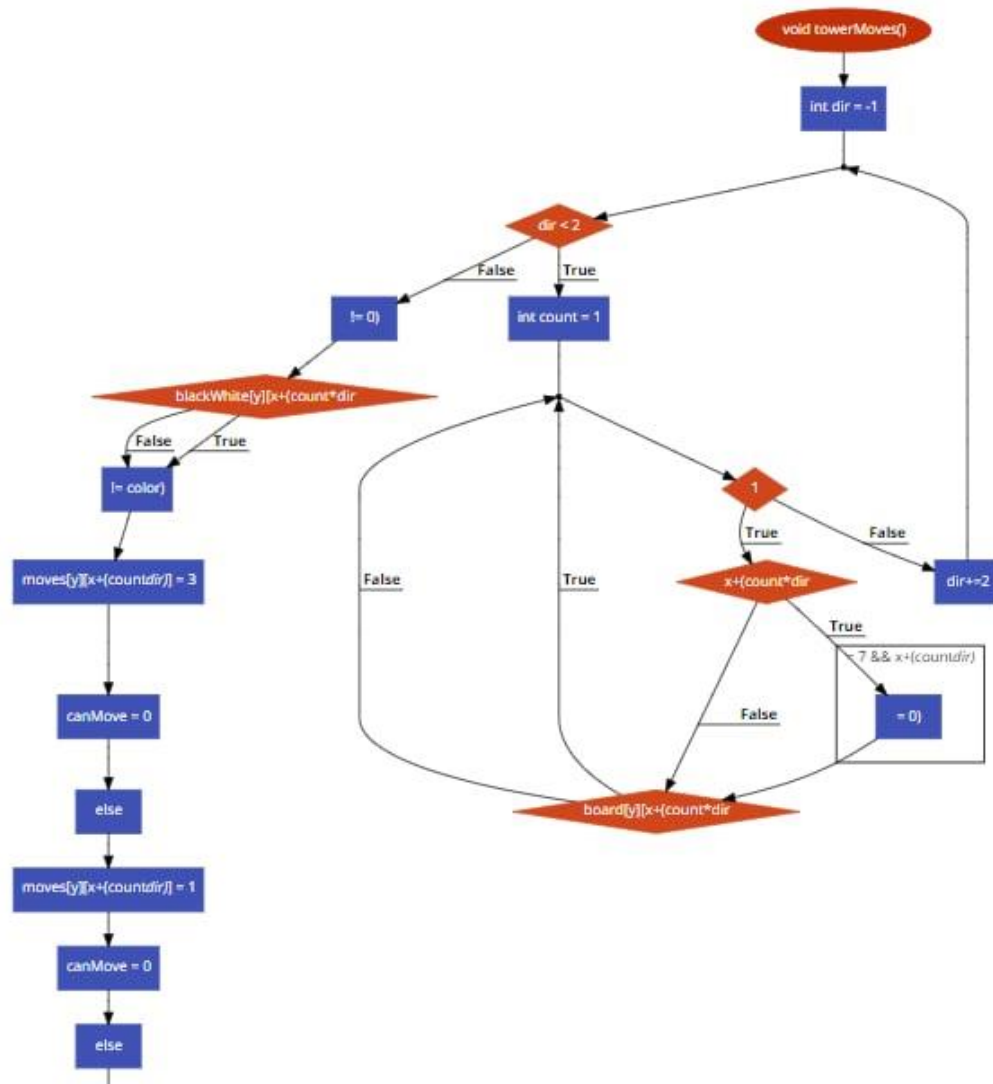 void towerMoves()
int dir = -1
dir < 2
False
True
!= 0)
int count = 1
blackWhite[y][x+(count*dir
False
True
!= color)
1
True
False
moves[y][x+(countdir)] = 3
x+(count*dir
dir+=2
False
True
True
= 7 && x+(countdir)
canMove = 0
False
= 0)
else
board[y][x+(count*dir
moves[y][x+(countdir)] = 1
canMove = 0
else